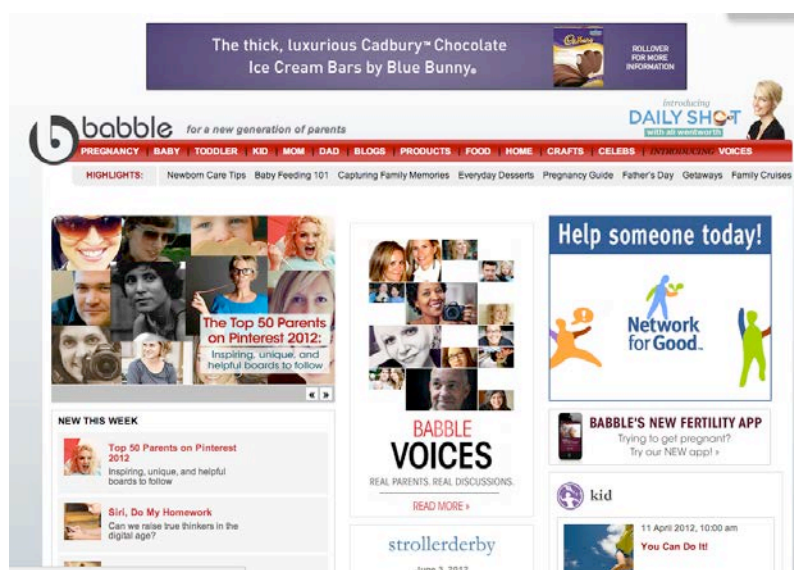 The thick, luxurious Cadbury™ Chocolate
Ice Cream Bars by Blue Bunny®
Cadbury
ROLLOVER
FOR MORE
INFORMATION
introducing
DAILY SHOT
with ali wentworth
b babble for a new generation of parents
PREGNANCY | BABY | TODDLER | KID | MOM | DAD | BLOGS | PRODUCTS | FOOD | HOME | CRAFTS | CELEBS | INTRODUCING VOICES
HIGHLIGHTS: Newborn Care Tips Baby Feeding 101 Capturing Family Memories Everyday Desserts Pregnancy Guide Father's Day Getaways Family Cruises
The Top 50 Parents
on Pinterest 2012:
Inspiring, unique, and
helpful boards to follow
« »
NEW THIS WEEK
Top 50 Parents on Pinterest
2012
Inspiring, unique, and helpful
boards to follow
Siri, Do My Homework
Can we raise true thinkers in the
digital age?
BABBLE
VOICES
REAL PARENTS. REAL DISCUSSIONS.
READ MORE »
strollerderby
June 3, 2012
Help someone today!
Network
for Good™
BABBLE'S NEW FERTILITY APP
Trying to get pregnant?
Try our NEW app! »
kid
11 April 2012, 10:00 am
You Can Do It!